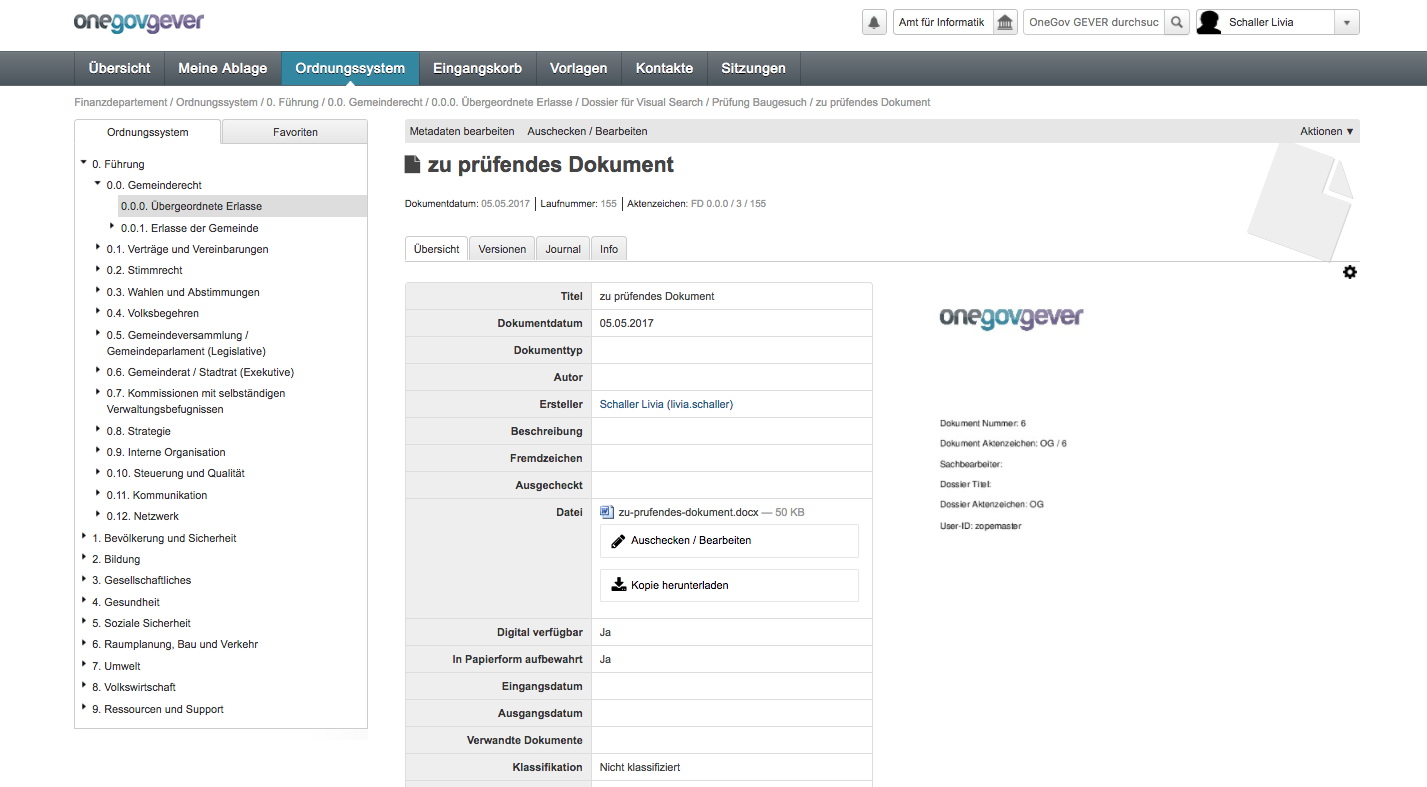 onegovgever
Amt für Informatik
OneGov GEVER durchsuc
Schaller Livia
Übersicht Meine Ablage Ordnungssystem Eingangskorb Vorlagen Kontakte Sitzungen
Finanzdepartement / Ordnungssystem / 0. Führung / 0.0. Gemeinderecht / 0.0.0. Übergeordnete Erlasse / Dossier für Visual Search / Prüfung Baugesuch / zu prüfendes Dokument
Ordnungssystem Favoriten
0. Führung
0.0. Gemeinderecht
0.0.0. Übergeordnete Erlasse
0.0.1. Erlasse der Gemeinde
0.1. Verträge und Vereinbarungen
0.2. Stimmrecht
0.3. Wahlen und Abstimmungen
0.4. Volksbegehren
0.5. Gemeindeversammlung /
Gemeindeparlament (Legislative)
0.6. Gemeinderat / Stadtrat (Exekutive)
0.7. Kommissionen mit selbständigen
Verwaltungsbefugnissen
0.8. Strategie
0.9. Interne Organisation
0.10. Steuerung und Qualität
0.11. Kommunikation
0.12. Netzwerk
1. Bevölkerung und Sicherheit
2. Bildung
3. Gesellschaftliches
4. Gesundheit
5. Soziale Sicherheit
6. Raumplanung, Bau und Verkehr
7. Umwelt
8. Volkswirtschaft
9. Ressourcen und Support
Metadaten bearbeiten Auschecken / Bearbeiten Aktionen ▼
zu prüfendes Dokument
Dokumentdatum: 05.05.2017 Laufnummer: 155 Aktenzeichen: FD 0.0.0 / 3 / 155
Übersicht Versionen Journal Info
Titel zu prüfendes Dokument
Dokumentdatum 05.05.2017
Dokumenttyp
Autor
Ersteller Schaller Livia (livia.schaller)
Beschreibung
Fremdzeichen
Ausgecheckt
Datei zu-prufendes-dokument.docx — 50 KB
Auschecken / Bearbeiten
Kopie herunterladen
Digital verfügbar Ja
In Papierform aufbewahrt Ja
Eingangsdatum
Ausgangsdatum
Verwandte Dokumente
Klassifikation Nicht klassifiziert
onegovgever
Dokument Nummer: 6
Dokument Aktenzeichen: OG / 6
Sachbearbeiter:
Dossier Titel:
Dossier Aktenzeichen: OG
User-ID: zopemaster